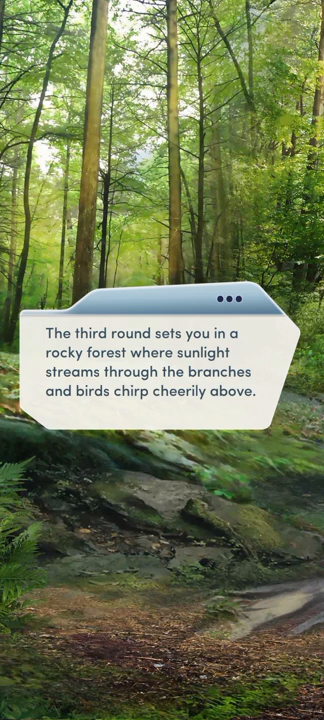 The third round sets you in a
rocky forest where sunlight
streams through the branches
and birds chirp cheerily above.